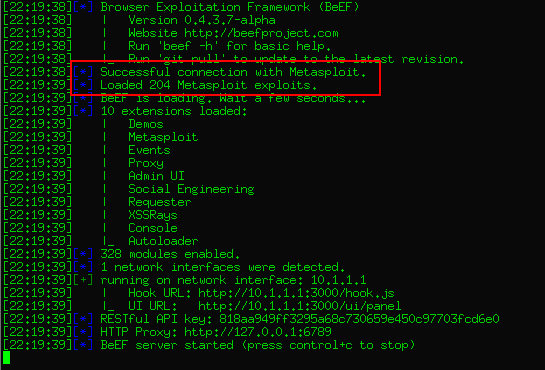 [22:19:38][*] Browser Exploitation Framework (BeEF)
[22:19:38] | Version 0.4.3.7-alpha
[22:19:38] | Website http://beefproject.com
[22:19:38] | Run 'beef -h' for basic help.
[22:19:38] |_ Run 'git pull' to update to the latest revision.
[22:19:38][*] Successful connection with Metasploit.
[22:19:39][*] Loaded 204 Metasploit exploits.
[22:19:39][*] BeEF is loading. Wait a few seconds...
[22:19:39][*] 10 extensions loaded:
[22:19:39] | Demos
[22:19:39] | Metasploit
[22:19:39] | Events
[22:19:39] | Proxy
[22:19:39] | Admin UI
[22:19:39] | Social Engineering
[22:19:39] | Requester
[22:19:39] | XSSRays
[22:19:39] | Console
[22:19:39] |_ Autoloader
[22:19:39][*] 328 modules enabled.
[22:19:39][*] 1 network interfaces were detected.
[22:19:39][+] running on network interface: 10.1.1.1
[22:19:39] | Hook URL: http://10.1.1.1:3000/hook.js
[22:19:39] |_ UI URL: http://10.1.1.1:3000/ui/panel
[22:19:39][*] RESTful API key: 818aa949ff3295a68c730659e450c97703fcd6e0
[22:19:39][*] HTTP Proxy: http://127.0.0.1:6789
[22:19:39][*] BeEF server started (press control+c to stop)